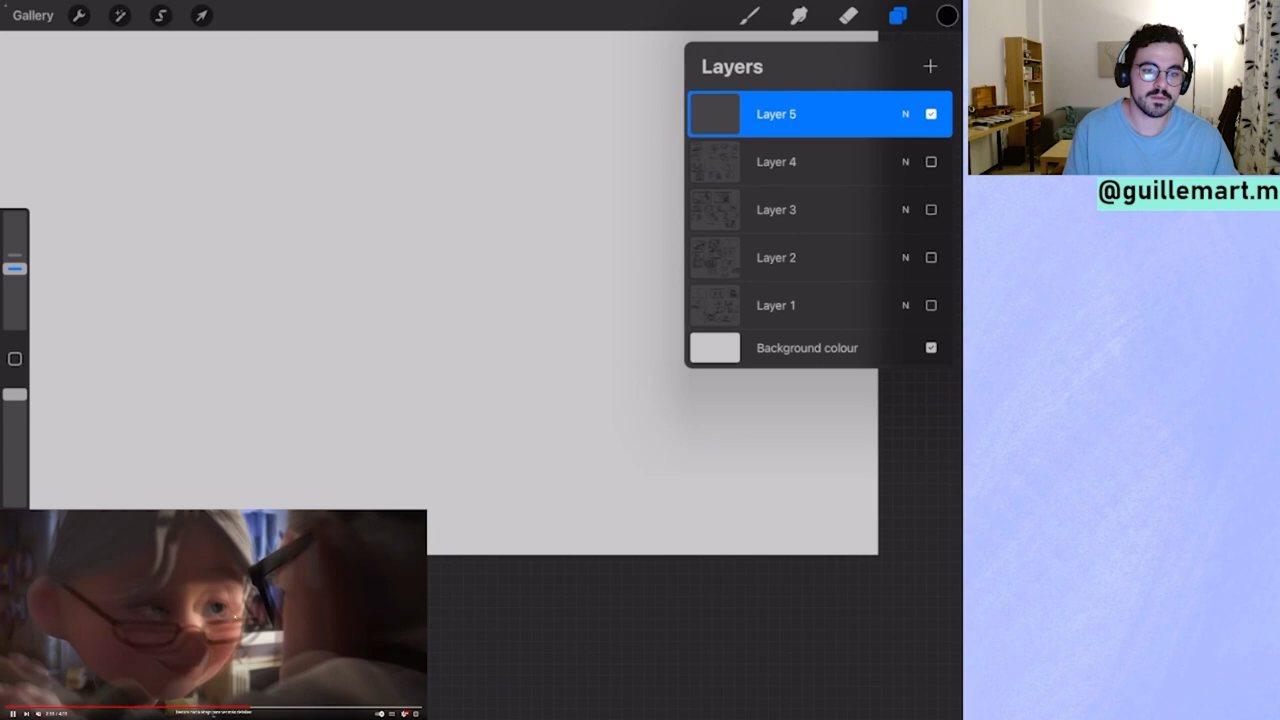 Gallery
Layers
Layer 5 N
Layer 4 N
Layer 3 N
Layer 2 N
Layer 1 N
Background colour
@guillemart.m